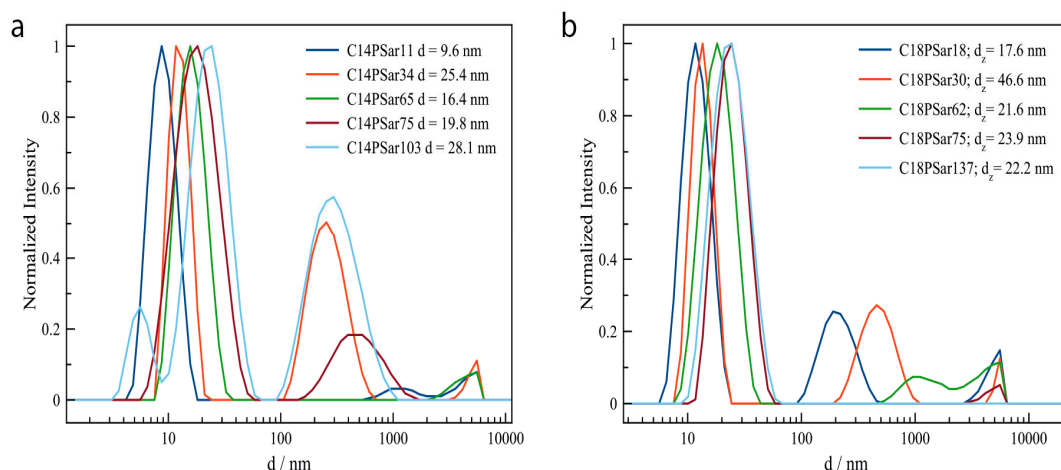 a
C14PSar11 d = 9.6 nm
C14PSar34 d = 25.4 nm
C14PSar65 d = 16.4 nm
C14PSar75 d = 19.8 nm
C14PSar103 d = 28.1 nm
Normalized Intensity
1
0.8
0.6
0.4
0.2
0
10
100
1000
10000
d / nm
b
C18PSar18; dz = 17.6 nm
C18PSar30; dz = 46.6 nm
C18PSar62; dz = 21.6 nm
C18PSar75; dz = 23.9 nm
C18PSar137; dz = 22.2 nm
Normalized Intensity
1
0.8
0.6
0.4
0.2
0
10
100
1000
10000
d / nm